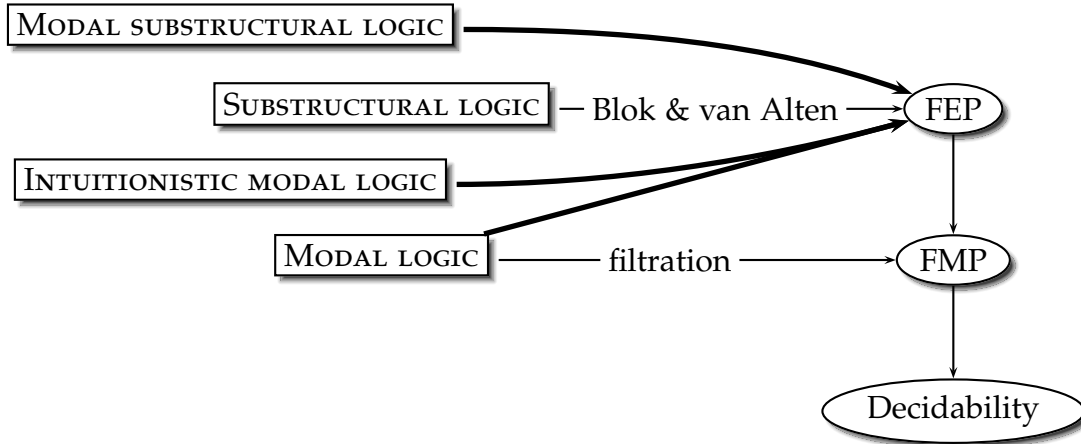 MODAL SUBSTRUCTURAL LOGIC
SUBSTRUCTURAL LOGIC Blok & van Alten FEP
INTUITIONISTIC MODAL LOGIC
MODAL LOGIC filtration FMP
Decidability